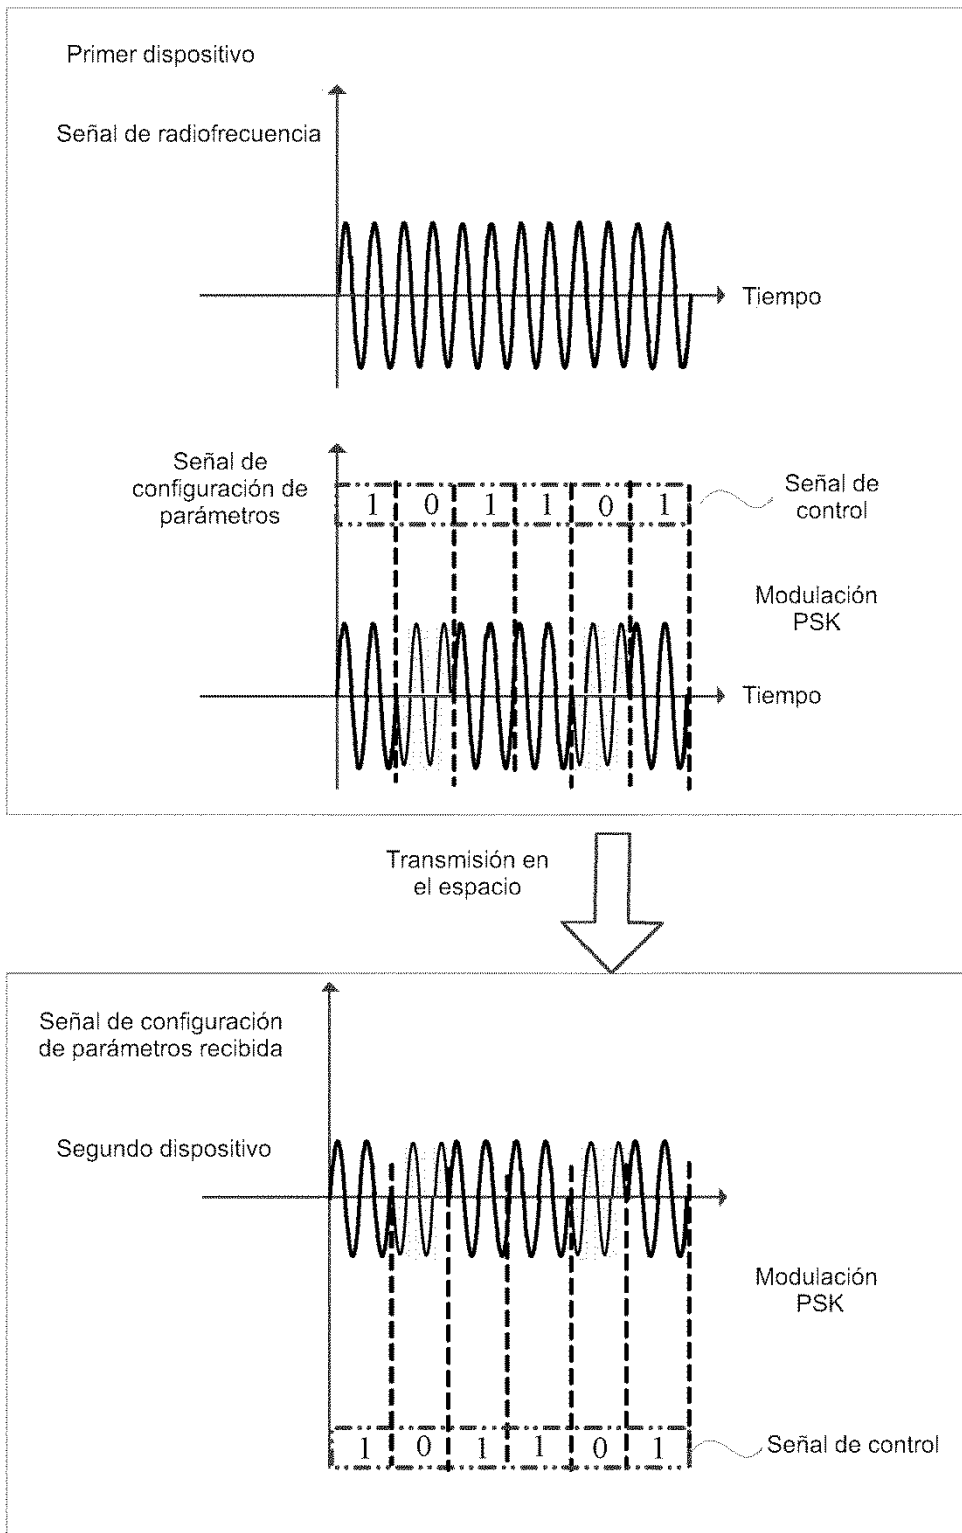 Primer dispositivo
Señal de radiofrecuencia
Tiempo
Señal de
configuración de
parámetros
1 0 1 1 0 1
Señal de
control
Modulación
PSK
Tiempo
Transmisión en
el espacio
Señal de configuración
de parámetros recibida
Segundo dispositivo
Modulación
PSK
1 0 1 1 0 1
Señal de control